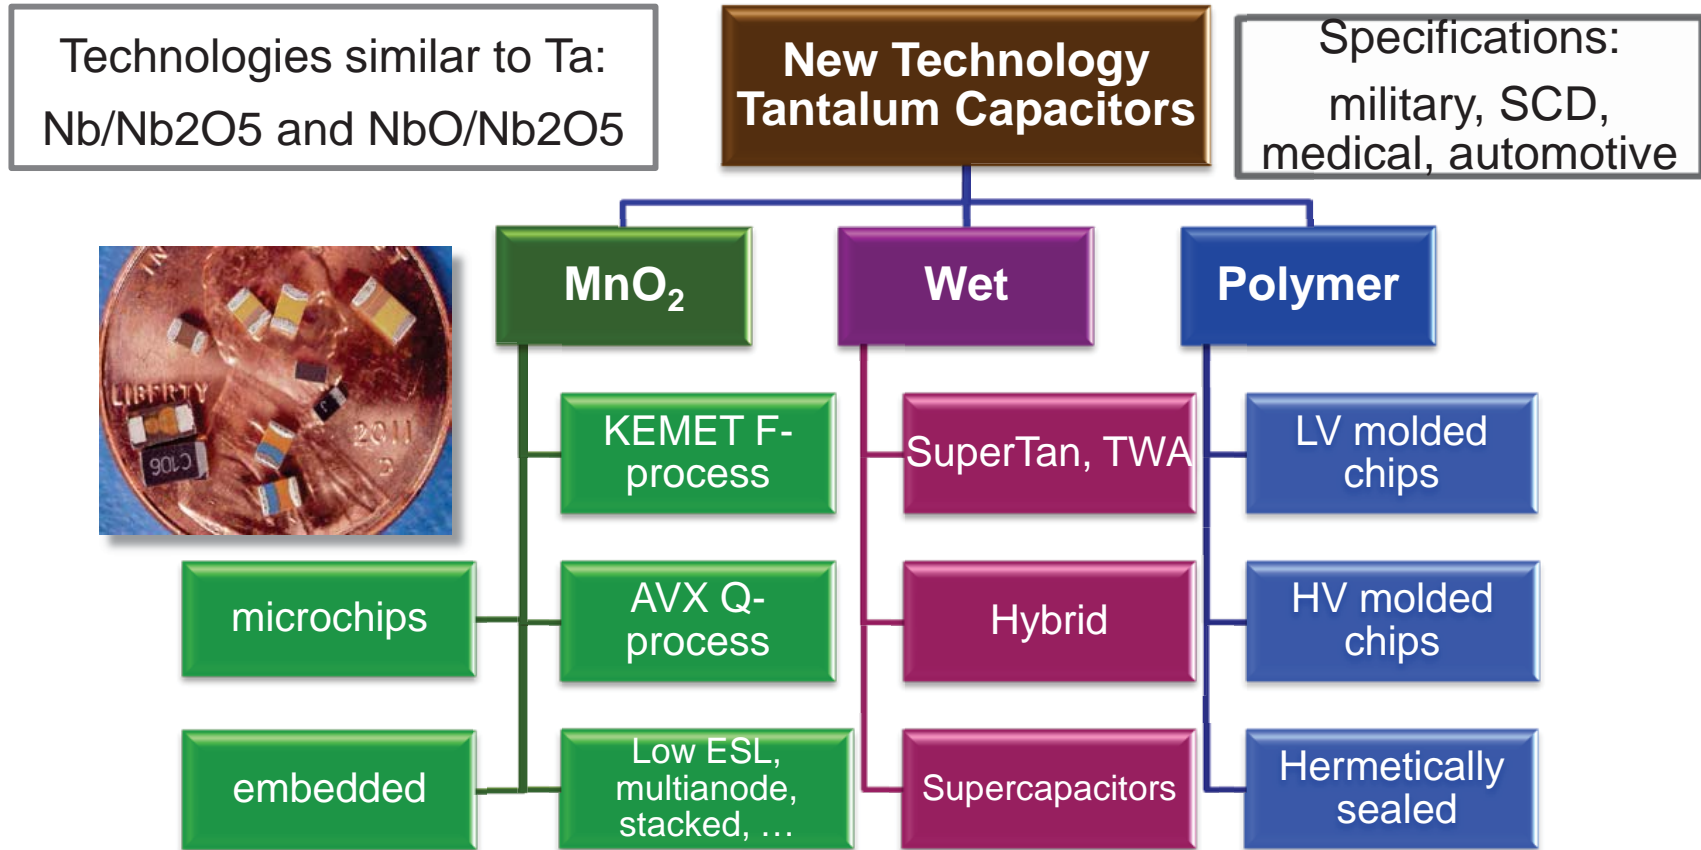 Technologies similar to Ta:
Nb/Nb2O5 and NbO/Nb2O5
New Technology
Tantalum Capacitors
Specifications:
military, SCD,
medical, automotive
MnO₂
Wet
Polymer
IN
T
LIBERTY
2011
D
C106
J
KEMET F-
process
SuperTan, TWA
LV molded
chips
microchips
AVX Q-
process
Hybrid
HV molded
chips
embedded
Low ESL,
multianode,
stacked, …
Supercapacitors
Hermetically
sealed